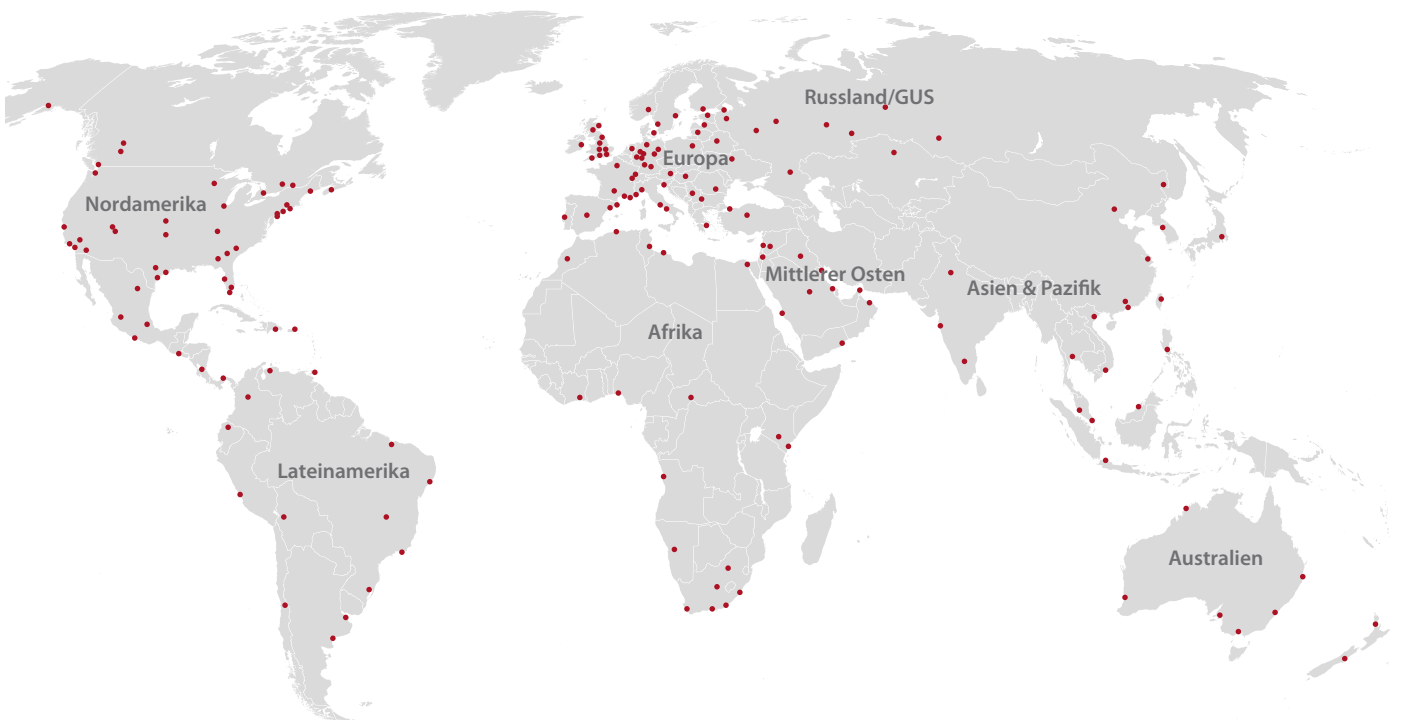 Russland/GUS
Europa
Nordamerika
Mittlerer Osten
Asien & Pazifik
Afrika
Lateinamerika
Australien